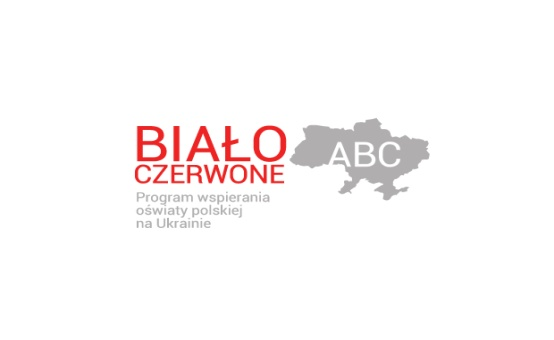 BIAŁO
CZERWONE
ABC
Program wspierania
oświaty polskiej
na Ukrainie